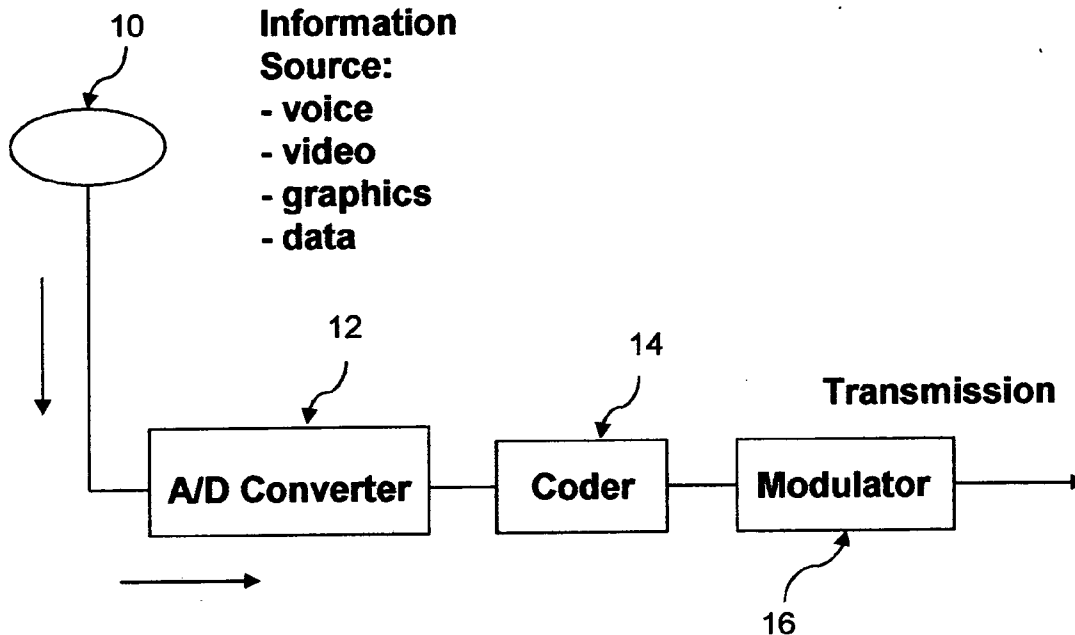 10
Information
Source:
- voice
- video
- graphics
- data
12
14
Transmission
A/D Converter
Coder
Modulator
16